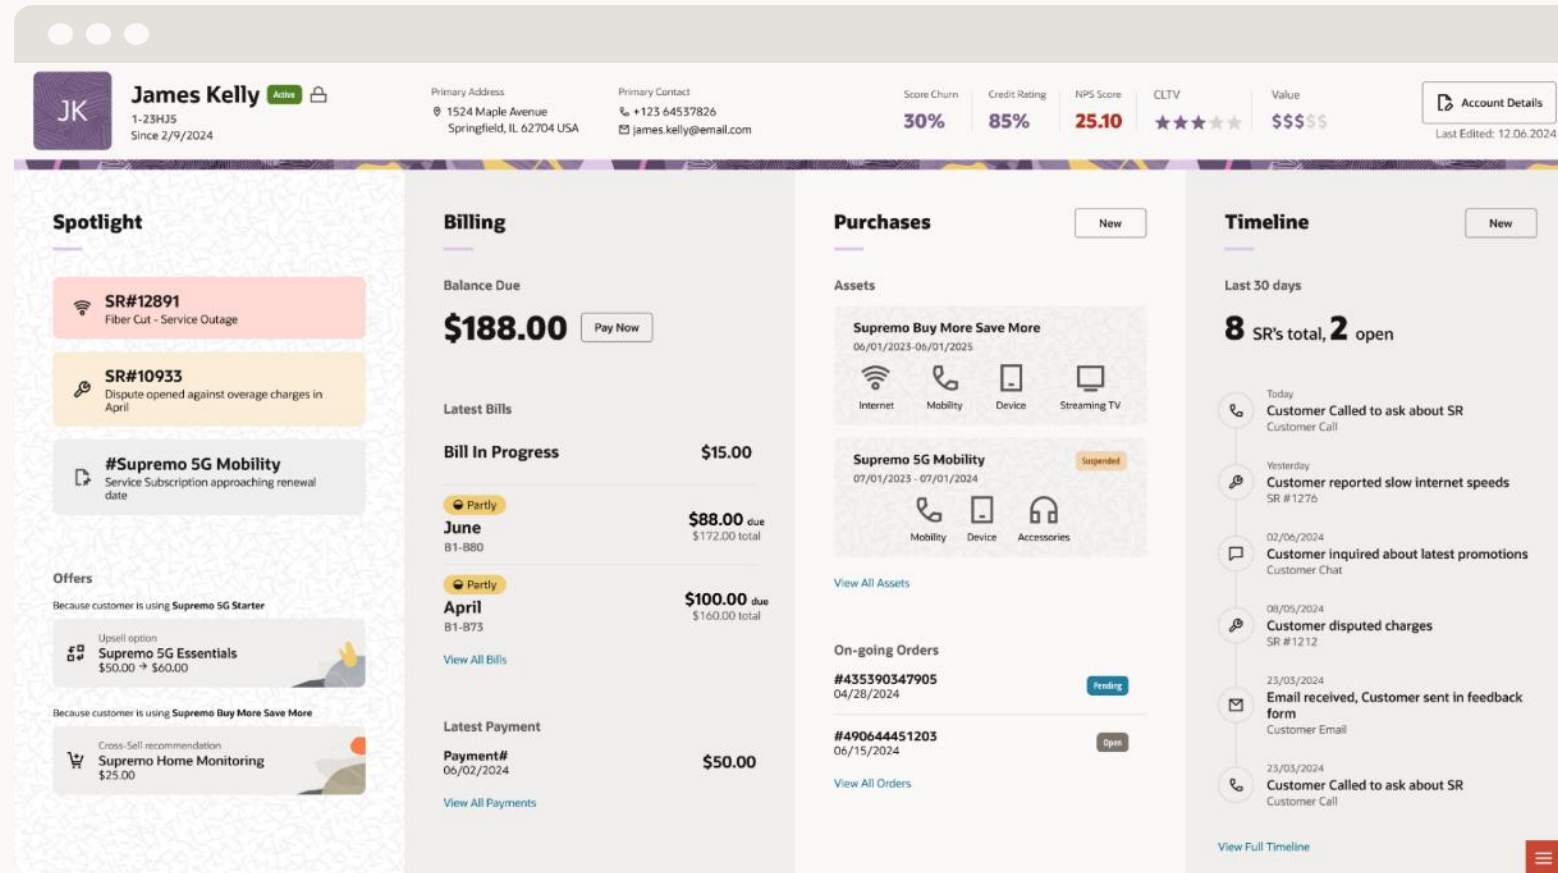 JK
James Kelly Active
1-23HJ5
Since 2/9/2024
Primary Address
1524 Maple Avenue
Springfield, IL 62704 USA
Primary Contact
+123 64537826
james.kelly@email.com
Score Churn
30%
Credit Rating
85%
NPS Score
25.10
CLTV
★★★★★
Value
$$$$$
Account Details
Last Edited: 12.06.2024
Spotlight
SR#12891
Fiber Cut - Service Outage
SR#10933
Dispute opened against overage charges in
April
#Supremo 5G Mobility
Service Subscription approaching renewal
date
Offers
Because customer is using Supremo 5G Starter
Upsell option
Supremo 5G Essentials
$50.00 → $60.00
Because customer is using Supremo Buy More Save More
Cross-Sell recommendation
Supremo Home Monitoring
$25.00
Billing
Balance Due
$188.00 Pay Now
Latest Bills
Bill In Progress $15.00
Partly
June
B1-B80
$88.00 due
$172.00 total
Partly
April
B1-B73
$100.00 due
$160.00 total
View All Bills
Latest Payment
Payment#
06/02/2024
$50.00
View All Payments
Purchases New
Assets
Supremo Buy More Save More
06/01/2023-06/01/2025
Internet Mobility Device Streaming TV
Supremo 5G Mobility Suspended
07/01/2023 - 07/01/2024
Mobility Device Accessories
View All Assets
On-going Orders
#435390347905
04/28/2024
Pending
#490644451203
06/15/2024
Open
View All Orders
Timeline New
Last 30 days
8 SR's total, 2 open
Today
Customer Called to ask about SR
Customer Call
Yesterday
Customer reported slow internet speeds
SR #1276
02/06/2024
Customer inquired about latest promotions
Customer Chat
08/05/2024
Customer disputed charges
SR #1212
23/03/2024
Email received, Customer sent in feedback
form
Customer Email
23/03/2024
Customer Called to ask about SR
Customer Call
View Full Timeline